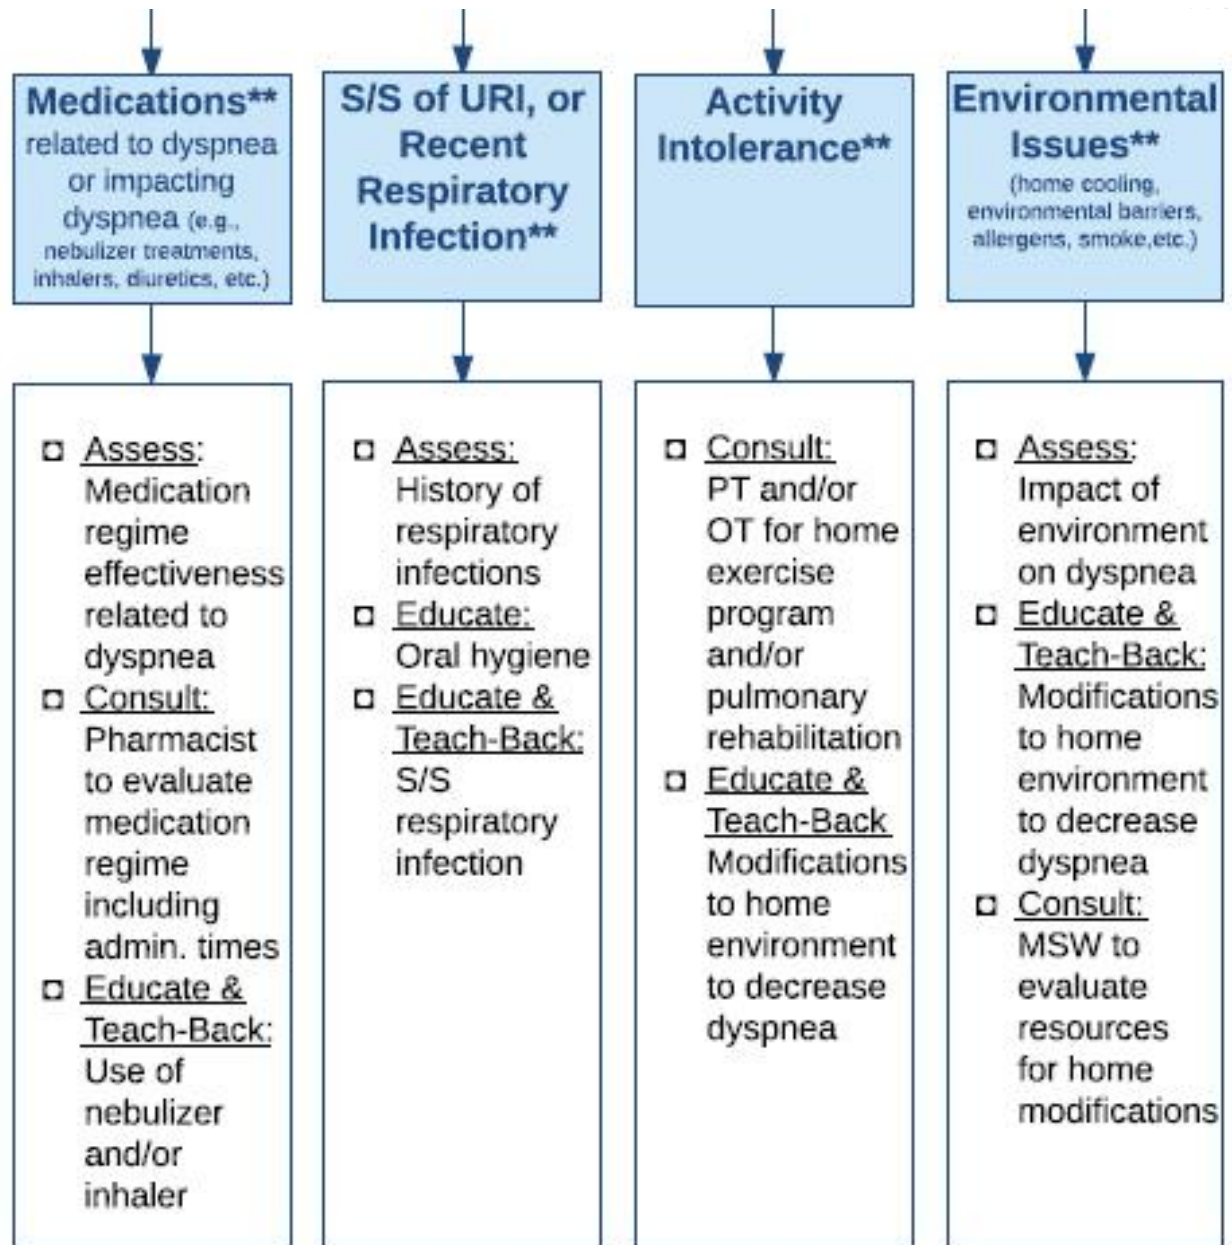 Medications**
related to dyspnea
or impacting
dyspnea (e.g.,
nebulizer treatments,
inhalers, diuretics, etc.)
S/S of URI, or
Recent
Respiratory
Infection**
Activity
Intolerance**
Environmental
Issues**
(home cooling,
environmental barriers,
allergens, smoke,etc.)
Assess:
Medication
regime
effectiveness
related to
dyspnea
Consult:
Pharmacist
to evaluate
medication
regime
including
admin. times
Educate &
Teach-Back:
Use of
nebulizer
and/or
inhaler
Assess:
History of
respiratory
infections
Educate:
Oral hygiene
Educate &
Teach-Back:
S/S
respiratory
infection
Consult:
PT and/or
OT for home
exercise
program
and/or
pulmonary
rehabilitation
Educate &
Teach-Back
Modifications
to home
environment
to decrease
dyspnea
Assess:
Impact of
environment
on dyspnea
Educate &
Teach-Back:
Modifications
to home
environment
to decrease
dyspnea
Consult:
MSW to
evaluate
resources
for home
modifications